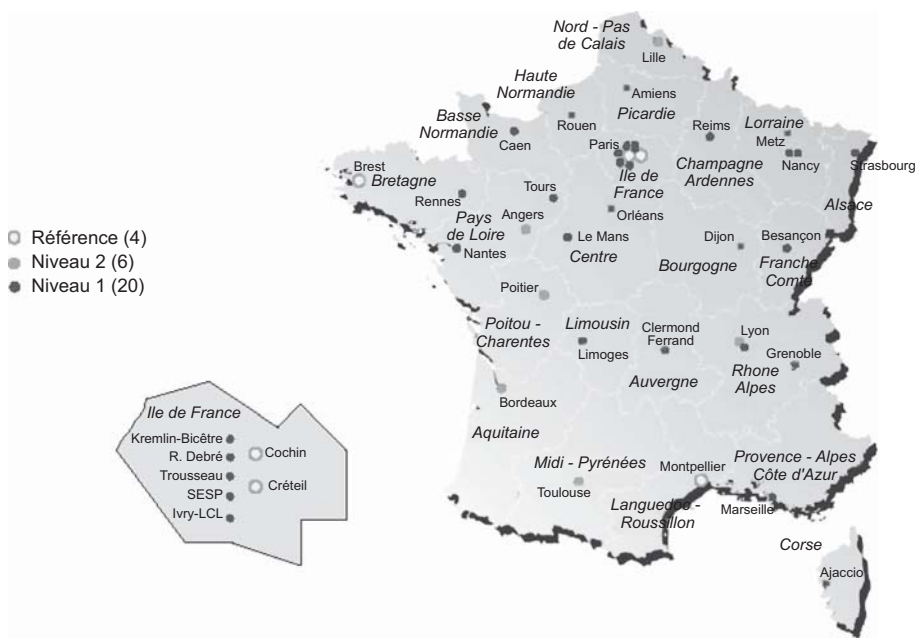 Nord - Pas
de Calais
Lille
Haute
Normandie
Amiens
Picardie
Basse
Normandie
Rouen
Caen
Reims
Lorraine
Metz
Paris
Nancy
Strasbourg
Champagne
Ardennes
Ile de
France
Brest
Bretagne
Rennes
Tours
Orléans
Alsace
Pays
de Loire
Angers
Nantes
Le Mans
Centre
Dijon
Bourgogne
Besançon
Franche
Comté
Référence (4)
Niveau 2 (6)
Niveau 1 (20)
Poitier
Poitou -
Charentes
Limousin
Limoges
Clermond
Ferrand
Auvergne
Lyon
Grenoble
Rhone
Alpes
Bordeaux
Aquitaine
Midi - Pyrénées
Toulouse
Montpellier
Languedoc -
Roussillon
Provence - Alpes
Côte d'Azur
Marseille
Corse
Ajaccio
Ile de France
Kremlin-Bicêtre
R. Debré
Trousseau
SESP
Ivry-LCL
Cochin
Créteil